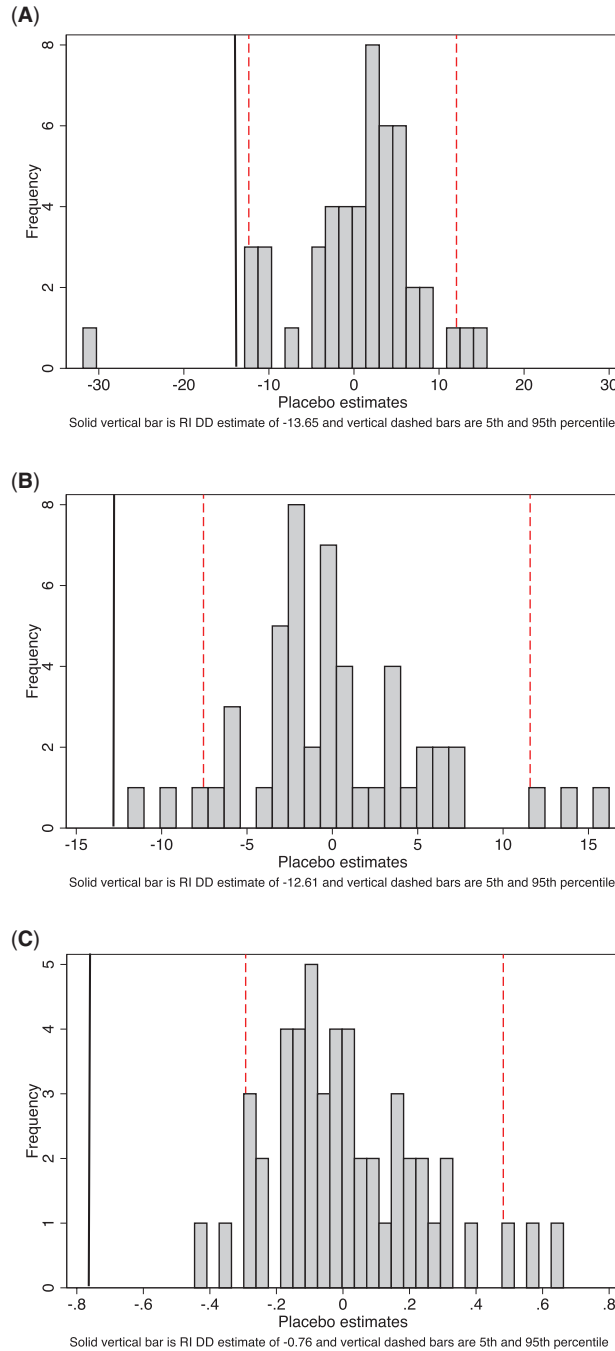 (A)
8
6
4
2
0
Frequency
-30 -20 -10 0 10 20 30
Placebo estimates
Solid vertical bar is RI DD estimate of -13.65 and vertical dashed bars are 5th and 95th percentile
(B)
8
6
4
2
0
Frequency
-15 -10 -5 0 5 10 15
Placebo estimates
Solid vertical bar is RI DD estimate of -12.61 and vertical dashed bars are 5th and 95th percentile
(C)
5
4
3
2
1
0
Frequency
-.8 -.6 -.4 -.2 0 .2 .4 .6 .8
Placebo estimates
Solid vertical bar is RI DD estimate of -0.76 and vertical dashed bars are 5th and 95th percentile